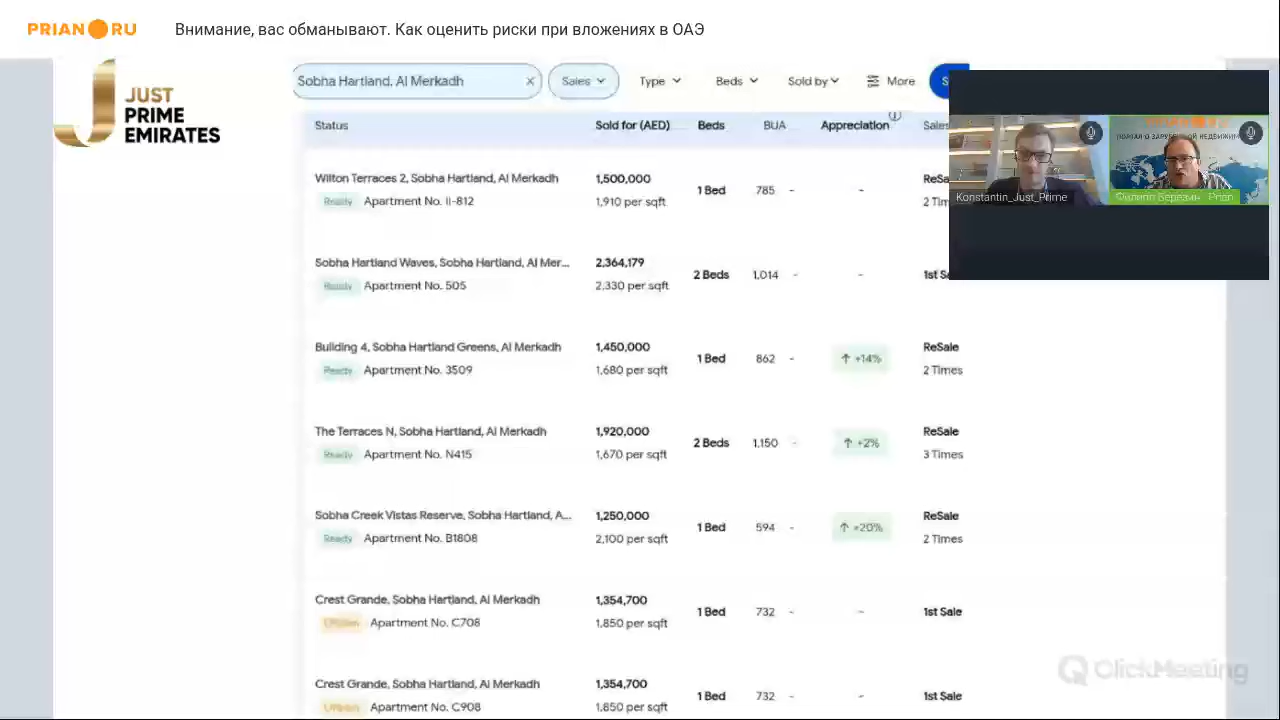 PRIAN RU
Внимание, вас обманывают. Как оценить риски при вложениях в ОАЭ
JUST
PRIME
EMIRATES
Sobha Hartland, Al Merkadh ×
Sales
Type
Beds
Sold by
More
S
Status
Sold for (AED)
Beds
BUA
Appreciation
Sales
Wilton Terraces 2, Sobha Hartland, Al Merkadh
Ready Apartment No. II-812
1,500,000
1,910 per sqft
1 Bed
785 -
-
ReSa
2 Tim
Sobha Hartland Waves, Sobha Hartland, Al Mer...
Ready Apartment No. 505
2,364,179
2,330 per sqft
2 Beds
1,014 -
-
1st Sa
Building 4, Sobha Hartland Greens, Al Merkadh
Ready Apartment No. 3509
1,450,000
1,680 per sqft
1 Bed
862 -
↑ +14%
ReSale
2 Times
The Terraces N, Sobha Hartland, Al Merkadh
Ready Apartment No. N415
1,920,000
1,670 per sqft
2 Beds
1,150 -
↑ +2%
ReSale
3 Times
Sobha Creek Vistas Reserve, Sobha Hartland, A...
Ready Apartment No. B1808
1,250,000
2,100 per sqft
1 Bed
594 -
↑ +20%
ReSale
2 Times
Crest Grande, Sobha Hartland, Al Merkadh
Apartment No. C708
1,354,700
1,850 per sqft
1 Bed
732 -
-
1st Sale
Crest Grande, Sobha Hartland, Al Merkadh
Apartment No. C908
1,354,700
1,850 per sqft
1 Bed
732 -
-
1st Sale
Konstantin_Just_Prime
Филипп Березин - Prian
ClickMeeting